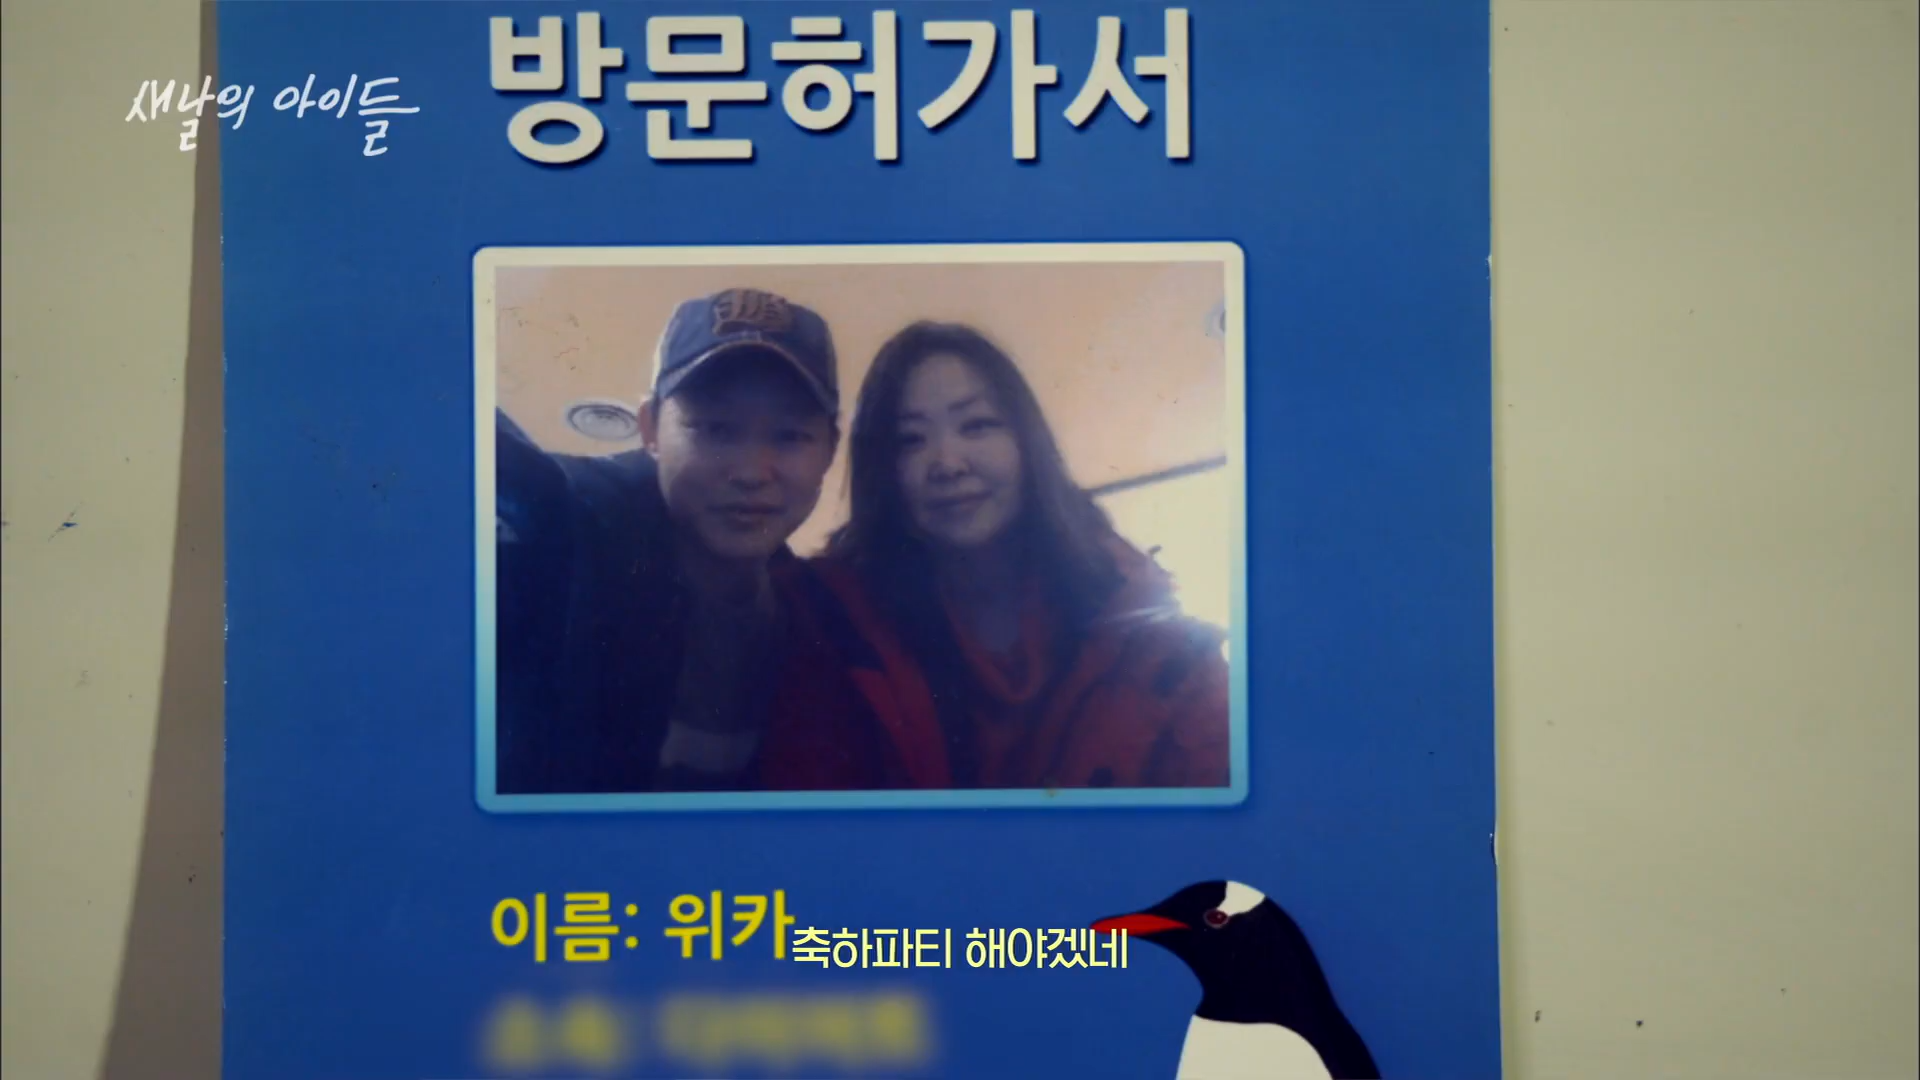 방문허가서
새날의 아이들
이름: 위카
축하파티 해야겠네